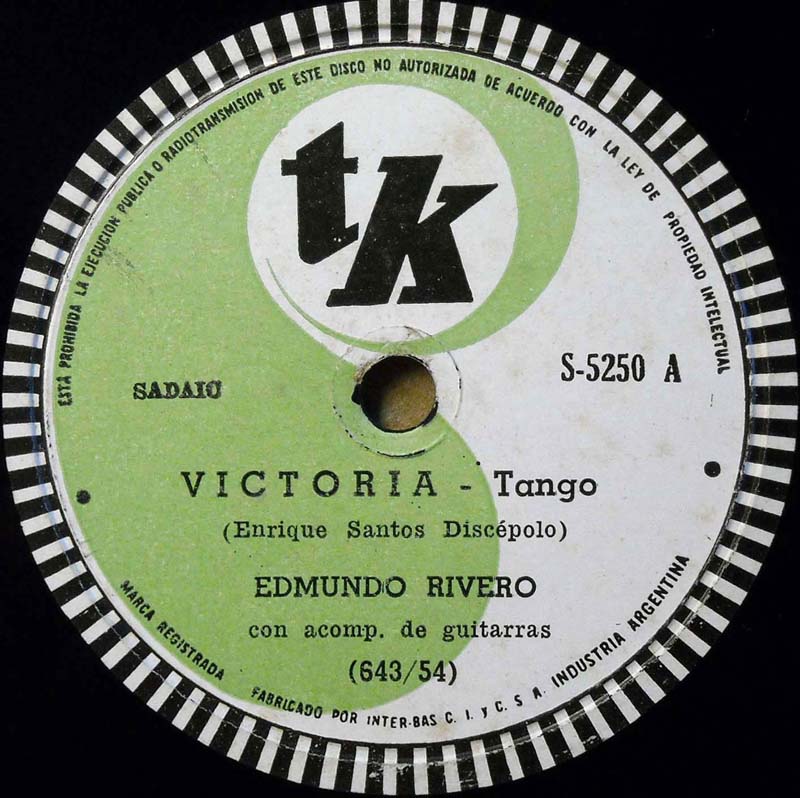 ESTA PROHIBIDA LA EJECUCION PUBLICA O RADIOTRANSMISION DE ESTE DISCO NO AUTORIZADA DE ACUERDO CON LA LEY DE PROPIEDAD INTELECTUAL
tk
SADAIC
S-5250 A
VICTORIA - Tango
(Enrique Santos Discépolo)
EDMUNDO RIVERO
con acomp. de guitarras
(643/54)
MARCA REGISTRADA
FABRICADO POR INTER-BAS C. I. y C. S. A. INDUSTRIA ARGENTINA